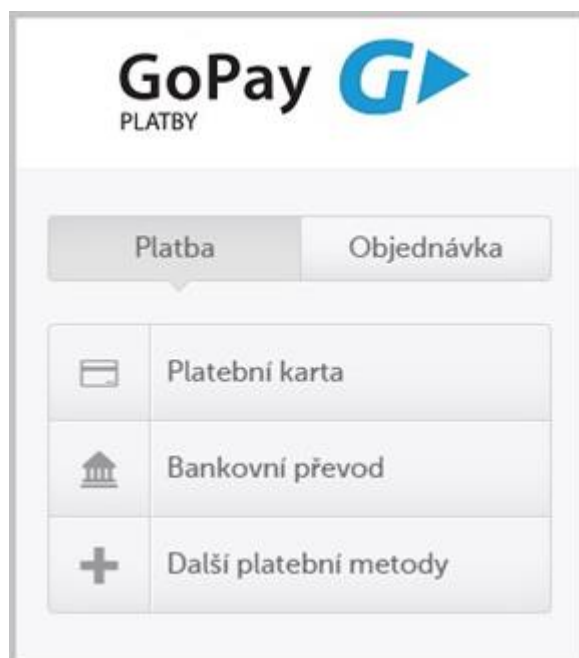 GoPay
PLATBY
Platba
Objednávka
Platební karta
Bankovní převod
Další platební metody